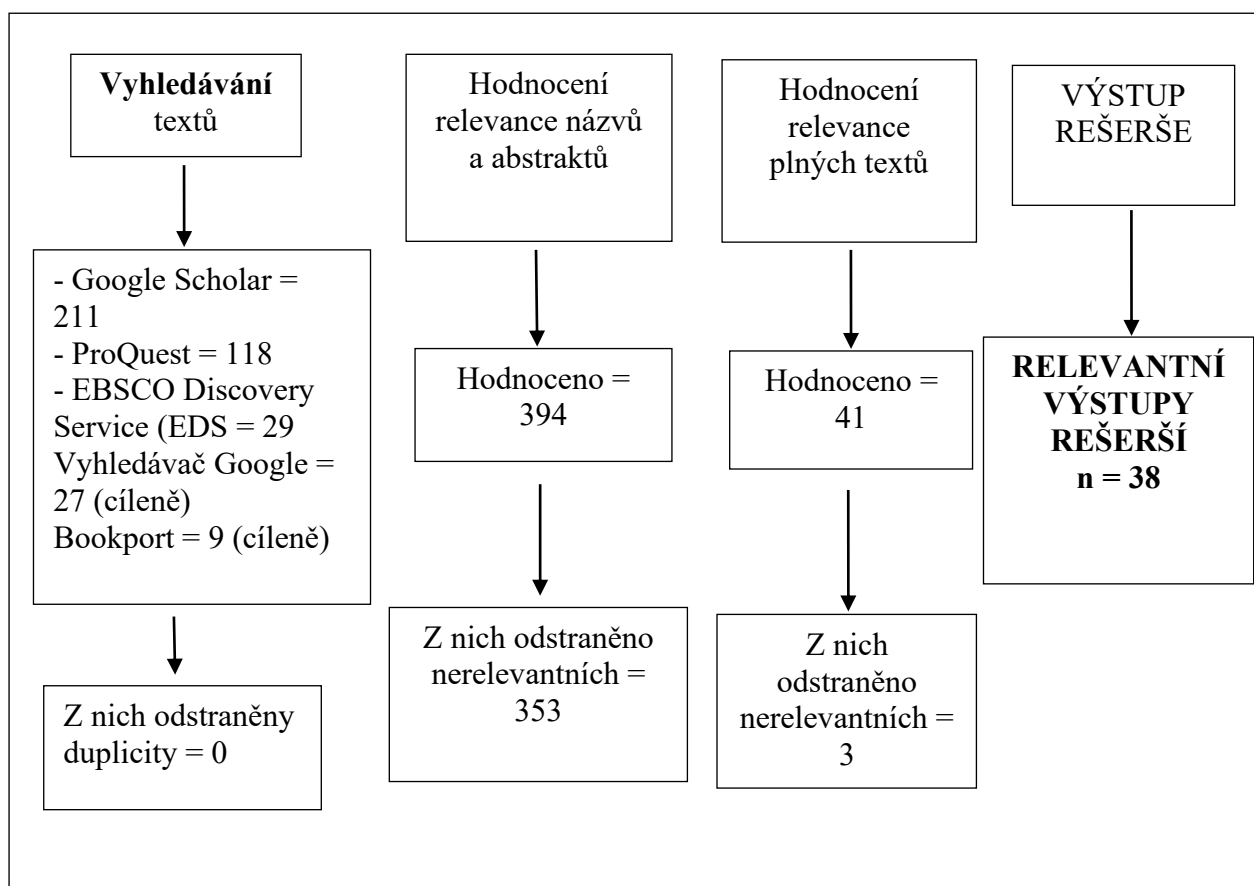 Vyhledávání
textů
- Google Scholar =
211
- ProQuest = 118
- EBSCO Discovery
Service (EDS = 29
Vyhledávač Google =
27 (cíleně)
Bookport = 9 (cíleně)
Z nich odstraněny
duplicity = 0
Hodnocení
relevance názvů
a abstraktů
Hodnoceno =
394
Z nich odstraněno
nerelevantních =
353
Hodnocení
relevance
plných textů
Hodnoceno =
41
Z nich
odstraněno
nerelevantních =
3
VÝSTUP
REŠERŠE
RELEVANTNÍ
VÝSTUPY
REŠERŠÍ
n = 38